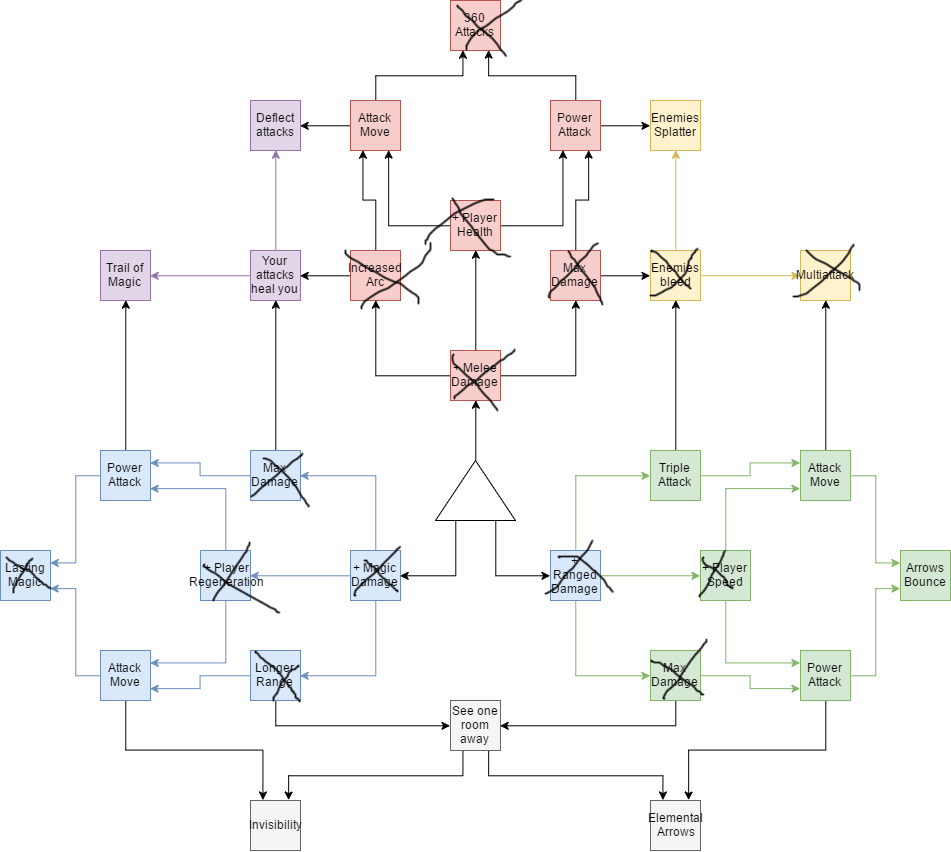 360
Attacks
Deflect
attacks
Attack
Move
Power
Attack
Enemies
Splatter
+ Player
Health
Trail of
Magic
Your
attacks
heal you
Increased
Arc
Max
Damage
Enemies
bleed
Multiattack
+ Melee
Damage
Power
Attack
Max
Damage
Triple
Attack
Attack
Move
Lasting
Magic
+ Player
Regeneration
+ Magic
Damage
+
Ranged
Damage
+ Player
Speed
Arrows
Bounce
Attack
Move
Longer
Range
Max
Damage
Power
Attack
See one
room
away
Invisibility
Elemental
Arrows